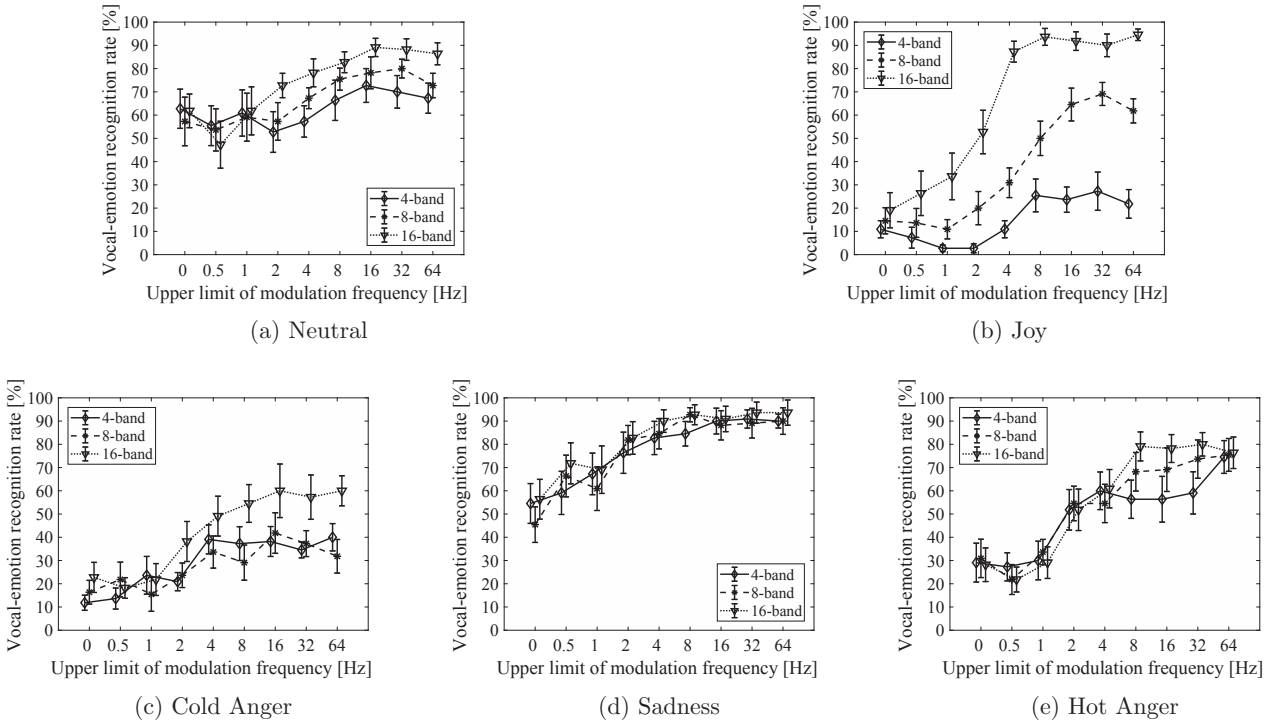 Vocal-emotion recognition rate [%]
100
90
80
70
60
50
40
30
20
10
0
4-band
8-band
16-band
0 0.5 1 2 4 8 16 32 64
Upper limit of modulation frequency [Hz]
(a) Neutral
Vocal-emotion recognition rate [%]
100
90
80
70
60
50
40
30
20
10
0
4-band
8-band
16-band
0 0.5 1 2 4 8 16 32 64
Upper limit of modulation frequency [Hz]
(b) Joy
Vocal-emotion recognition rate [%]
100
90
80
70
60
50
40
30
20
10
0
4-band
8-band
16-band
0 0.5 1 2 4 8 16 32 64
Upper limit of modulation frequency [Hz]
(c) Cold Anger
Vocal-emotion recognition rate [%]
100
90
80
70
60
50
40
30
20
10
0
4-band
8-band
16-band
0 0.5 1 2 4 8 16 32 64
Upper limit of modulation frequency [Hz]
(d) Sadness
Vocal-emotion recognition rate [%]
100
90
80
70
60
50
40
30
20
10
0
4-band
8-band
16-band
0 0.5 1 2 4 8 16 32 64
Upper limit of modulation frequency [Hz]
(e) Hot Anger